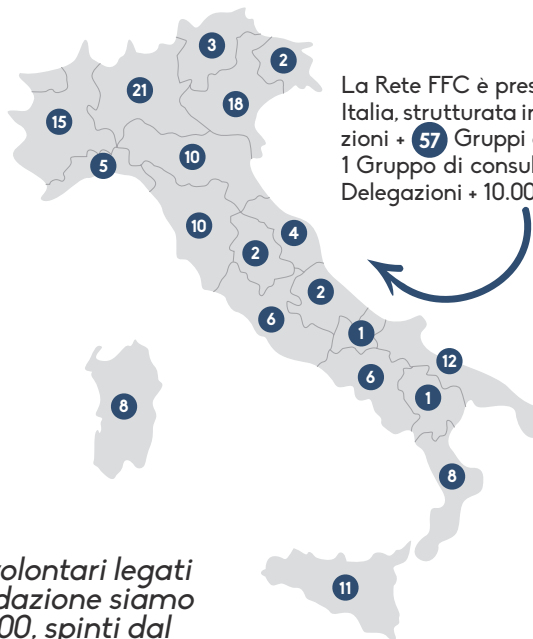 3
2
21
18
15
10
5
La Rete FFC è pres
Italia, strutturata in
zioni + 57 Gruppi
1 Gruppo di consul
Delegazioni + 10.00
10
4
2
2
6
1
12
6
1
8
8
11
olontari legati
dazione siamo
00, spinti dal